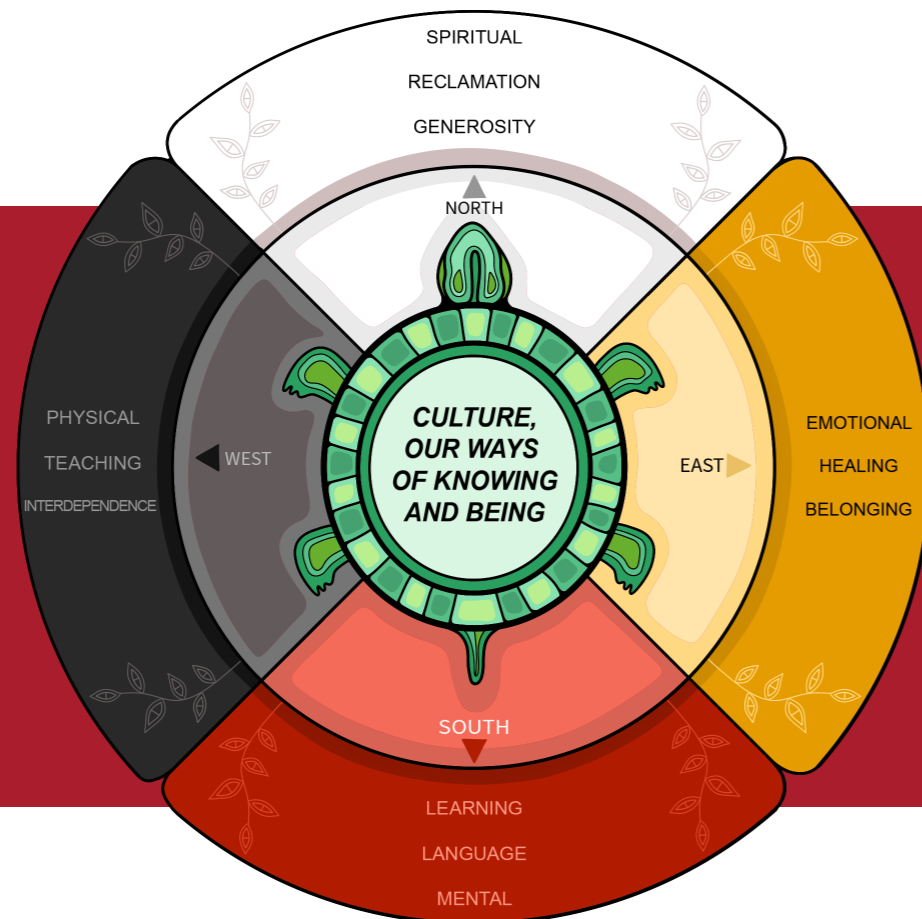 SPIRITUAL
RECLAMATION
GENEROSITY
NORTH
PHYSICAL
TEACHING
INTERDEPENDENCE
WEST
CULTURE,
OUR WAYS
OF KNOWING
AND BEING
EAST
EMOTIONAL
HEALING
BELONGING
SOUTH
LEARNING
LANGUAGE
MENTAL